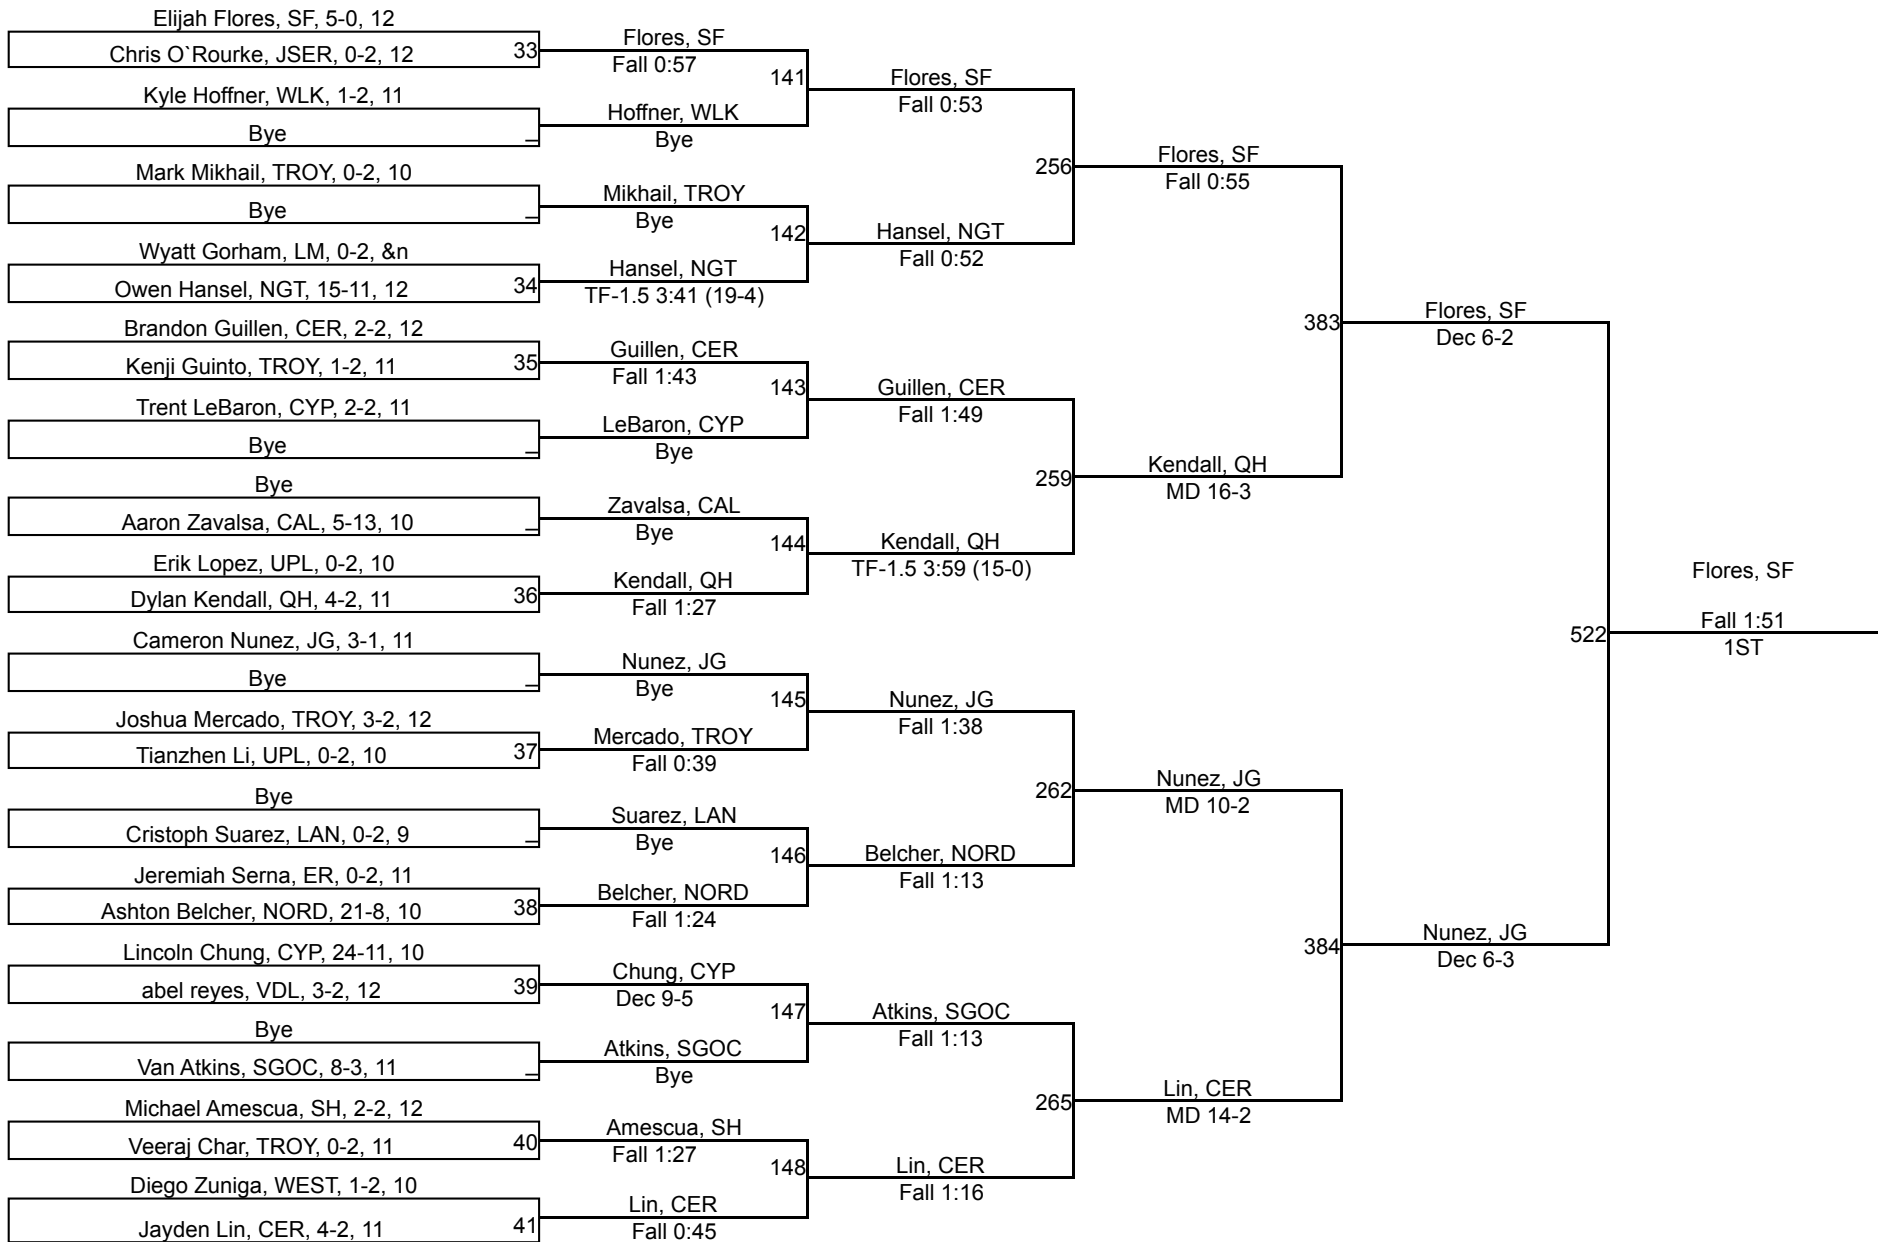 Elijah Flores, SF, 5-0, 12
Chris O`Rourke, JSER, 0-2, 12
33
Kyle Hoffner, WLK, 1-2, 11
Bye
_
Mark Mikhail, TROY, 0-2, 10
Bye
_
Wyatt Gorham, LM, 0-2, &n
Owen Hansel, NGT, 15-11, 12
34
Brandon Guillen, CER, 2-2, 12
Kenji Guinto, TROY, 1-2, 11
35
Trent LeBaron, CYP, 2-2, 11
Bye
_
Bye
Aaron Zavalsa, CAL, 5-13, 10
_
Erik Lopez, UPL, 0-2, 10
Dylan Kendall, QH, 4-2, 11
36
Cameron Nunez, JG, 3-1, 11
Bye
_
Joshua Mercado, TROY, 3-2, 12
Tianzhen Li, UPL, 0-2, 10
37
Bye
Cristoph Suarez, LAN, 0-2, 9
_
Jeremiah Serna, ER, 0-2, 11
Ashton Belcher, NORD, 21-8, 10
38
Lincoln Chung, CYP, 24-11, 10
abel reyes, VDL, 3-2, 12
39
Bye
Van Atkins, SGOC, 8-3, 11
_
Michael Amescua, SH, 2-2, 12
Veeraj Char, TROY, 0-2, 11
40
Diego Zuniga, WEST, 1-2, 10
Jayden Lin, CER, 4-2, 11
41
Flores, SF
Fall 0:57
141
Hoffner, WLK
Bye
Mikhail, TROY
Bye
142
Hansel, NGT
TF-1.5 3:41 (19-4)
Guillen, CER
Fall 1:43
143
LeBaron, CYP
Bye
Zavalsa, CAL
Bye
144
Kendall, QH
Fall 1:27
Nunez, JG
Bye
145
Mercado, TROY
Fall 0:39
Suarez, LAN
Bye
146
Belcher, NORD
Fall 1:24
Chung, CYP
Dec 9-5
147
Atkins, SGOC
Bye
Amescua, SH
Fall 1:27
148
Lin, CER
Fall 0:45
Flores, SF
Fall 0:53
256
Hansel, NGT
Fall 0:52
Guillen, CER
Fall 1:49
259
Kendall, QH
TF-1.5 3:59 (15-0)
Nunez, JG
Fall 1:38
262
Belcher, NORD
Fall 1:13
Atkins, SGOC
Fall 1:13
265
Lin, CER
Fall 1:16
Flores, SF
Fall 0:55
383
Kendall, QH
MD 16-3
Nunez, JG
MD 10-2
384
Lin, CER
MD 14-2
Flores, SF
Dec 6-2
522
Nunez, JG
Dec 6-3
Flores, SF
Fall 1:51
1ST